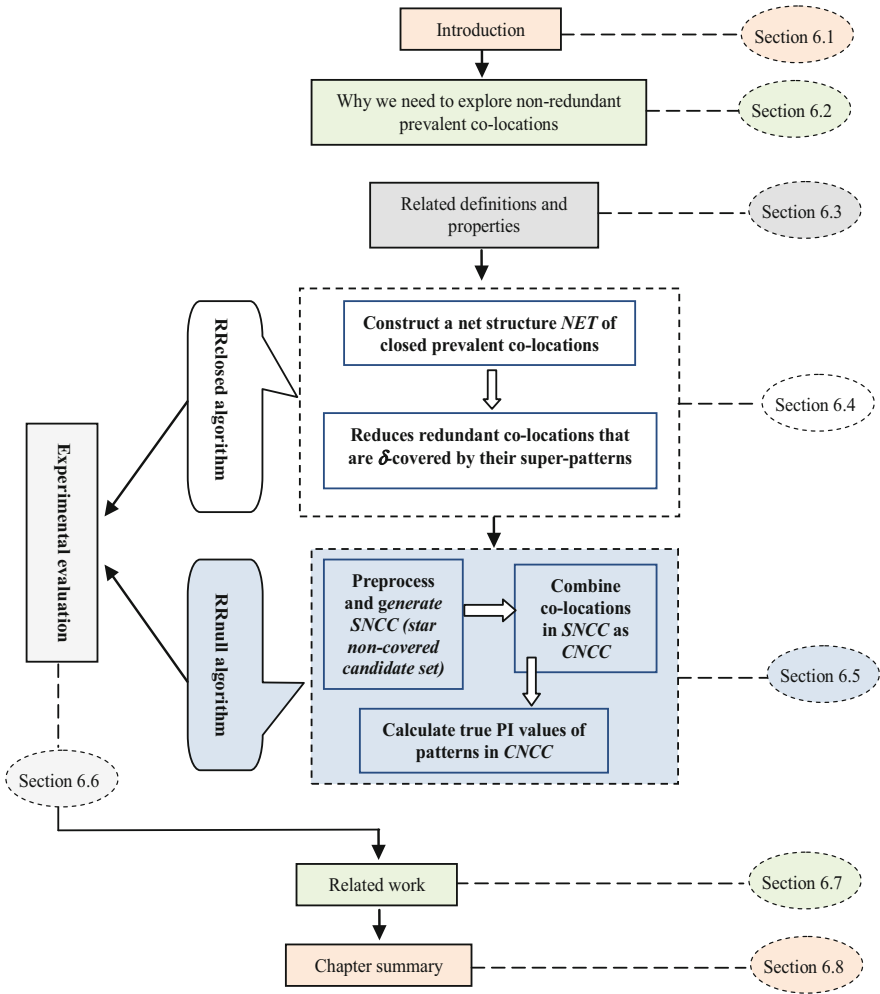 Introduction
Section 6.1
Why we need to explore non-redundant
prevalent co-locations
Section 6.2
Related definitions and
properties
Section 6.3
RRclosed algorithm
Construct a net structure NET of
closed prevalent co-locations
Reduces redundant co-locations that
are δ-covered by their super-patterns
Section 6.4
Experimental evaluation
RRnull algorithm
Preprocess
and generate
SNCC (star
non-covered
candidate set)
Combine
co-locations
in SNCC as
CNCC
Calculate true PI values of
patterns in CNCC
Section 6.5
Section 6.6
Related work
Section 6.7
Chapter summary
Section 6.8